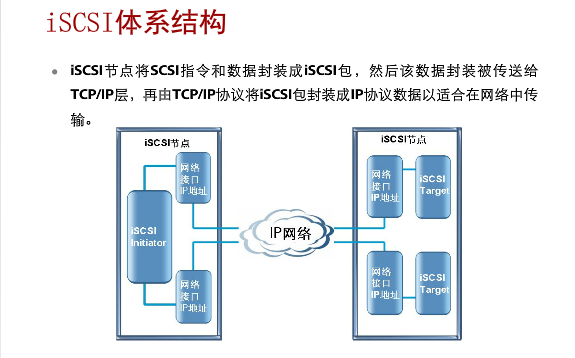 iSCSI体系结构
iSCSI节点将SCSI指令和数据封装成iSCSI包，然后该数据封装被传送给
TCP/IP层，再由TCP/IP协议将iSCSI包封装成IP协议数据以适合在网络中传
输。
iSCSI节点
网络
接口
IP地址
iSCSI
Initiator
网络
接口
IP地址
IP网络
iSCSI节点
网络
接口
IP地址
iSCSI
Target
网络
接口
IP地址
iSCSI
Target